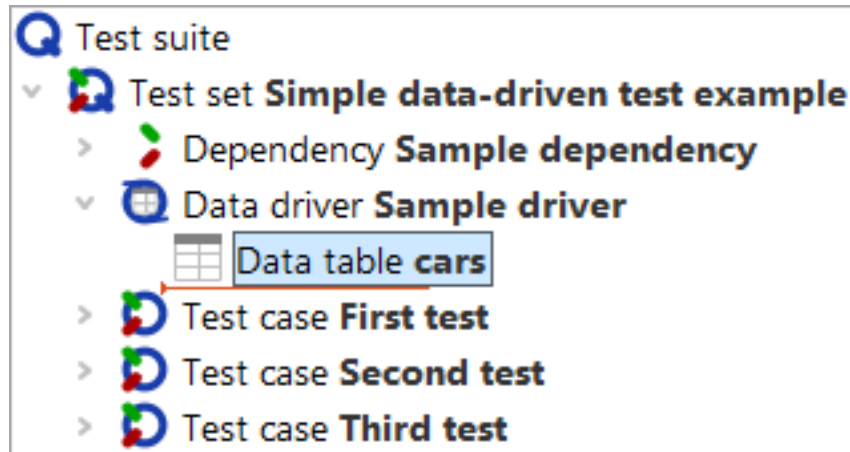 Test suite
Test set Simple data-driven test example
Dependency Sample dependency
Data driver Sample driver
Data table cars
Test case First test
Test case Second test
Test case Third test